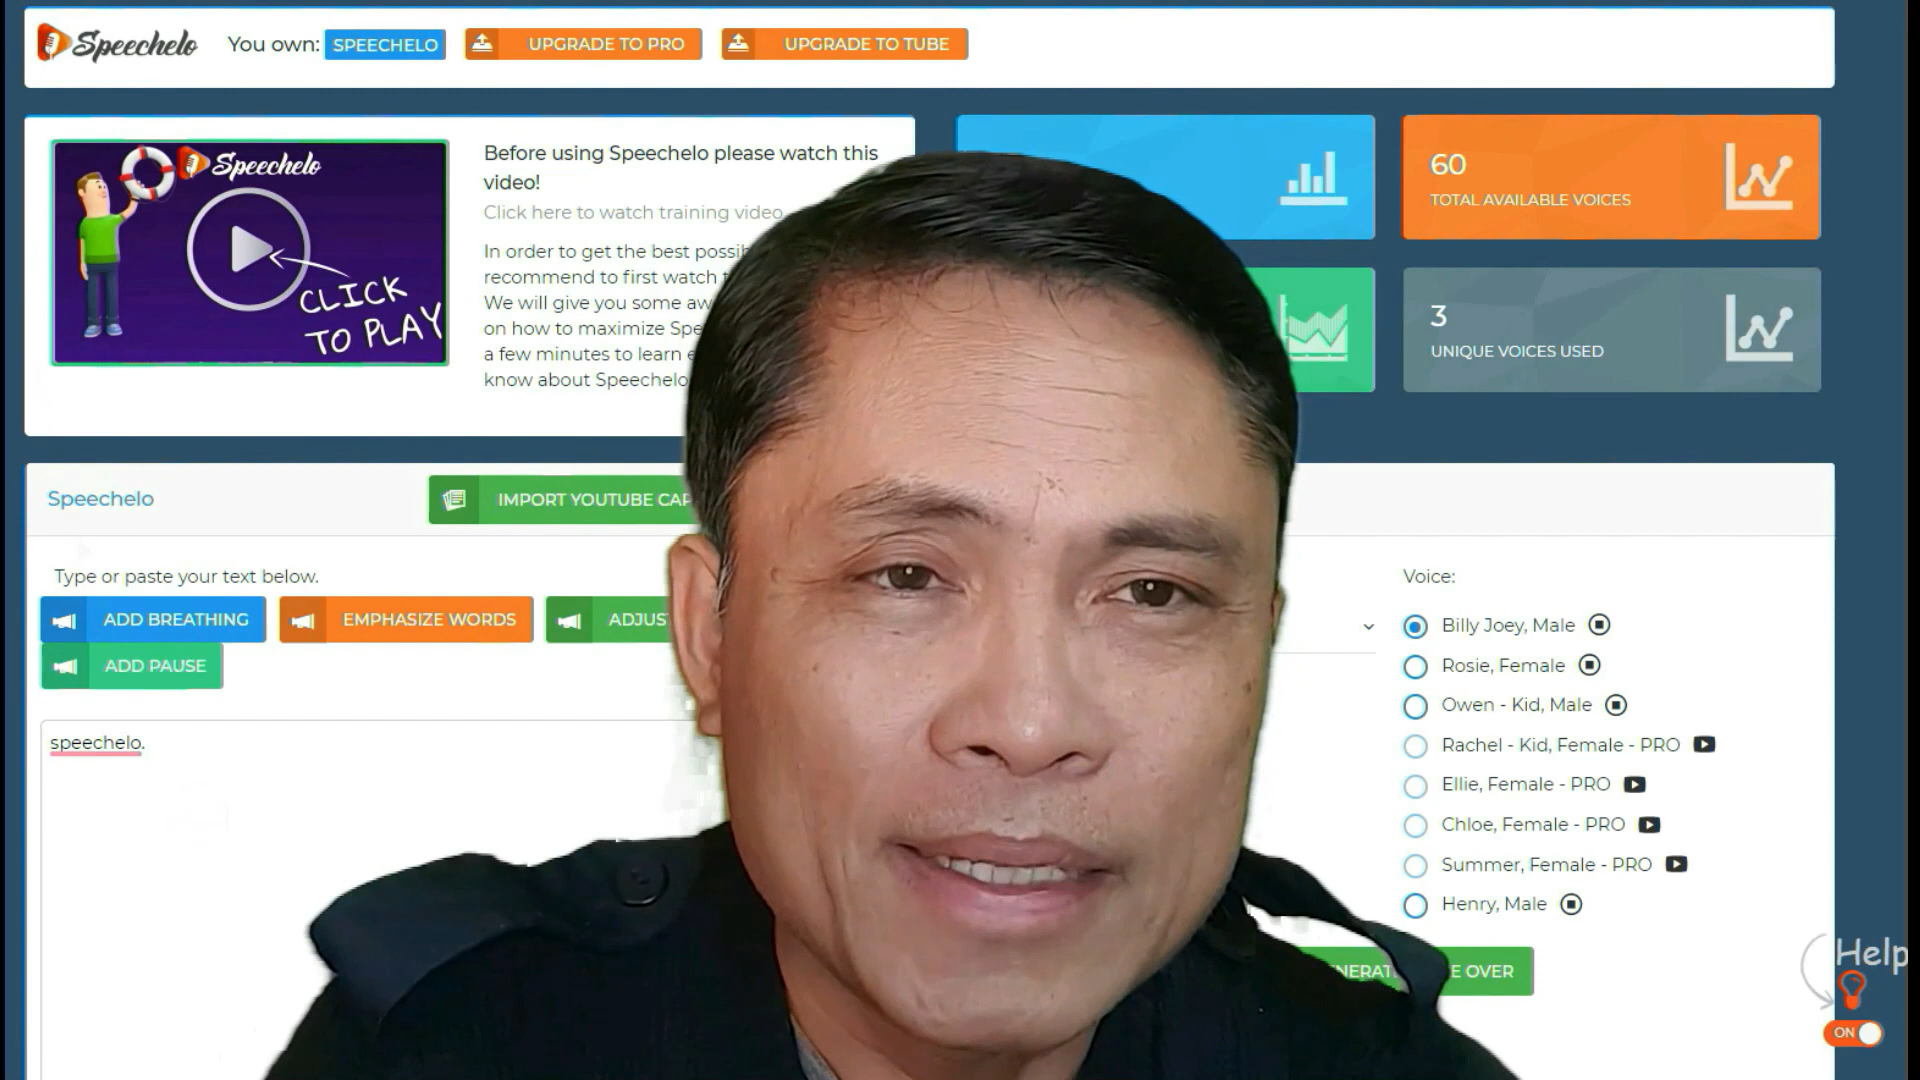 Speechelo
You own: SPEECHELO
UPGRADE TO PRO
UPGRADE TO TUBE
Speechelo
CLICK
TO PLAY
Before using Speechelo please watch this
video!
Click here to watch training video
In order to get the best
recommend to first watch
We will give you some
on how to maximize
a few minutes to learn
know about Speechelo
60
TOTAL AVAILABLE VOICES
3
UNIQUE VOICES USED
Speechelo
IMPORT YOUTUBE
Type or paste your text below.
ADD BREATHING
EMPHASIZE WORDS
ADD PAUSE
speechelo.
Voice:
Billy Joey, Male
Rosie, Female
Owen - Kid, Male
Rachel - Kid, Female - PRO
Ellie, Female - PRO
Chloe, Female - PRO
Summer, Female - PRO
Henry, Male
OVER
Help
ON